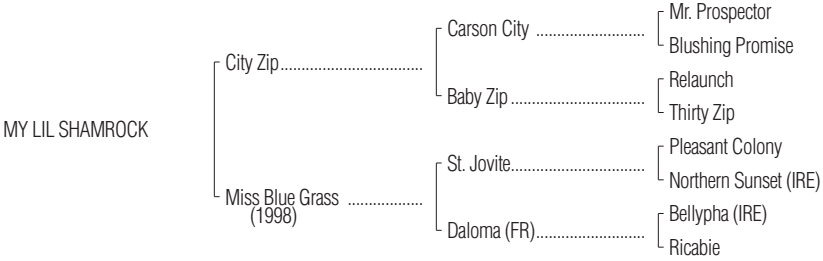 Mr. Prospector
Carson City ........................
Blushing Promise
City Zip................................
Relaunch
Baby Zip ..............................
Thirty Zip
MY LIL SHAMROCK
Pleasant Colony
St. Jovite..............................
Northern Sunset (IRE)
Miss Blue Grass .................
(1998)
Bellypha (IRE)
Daloma (FR)........................
Ricabie